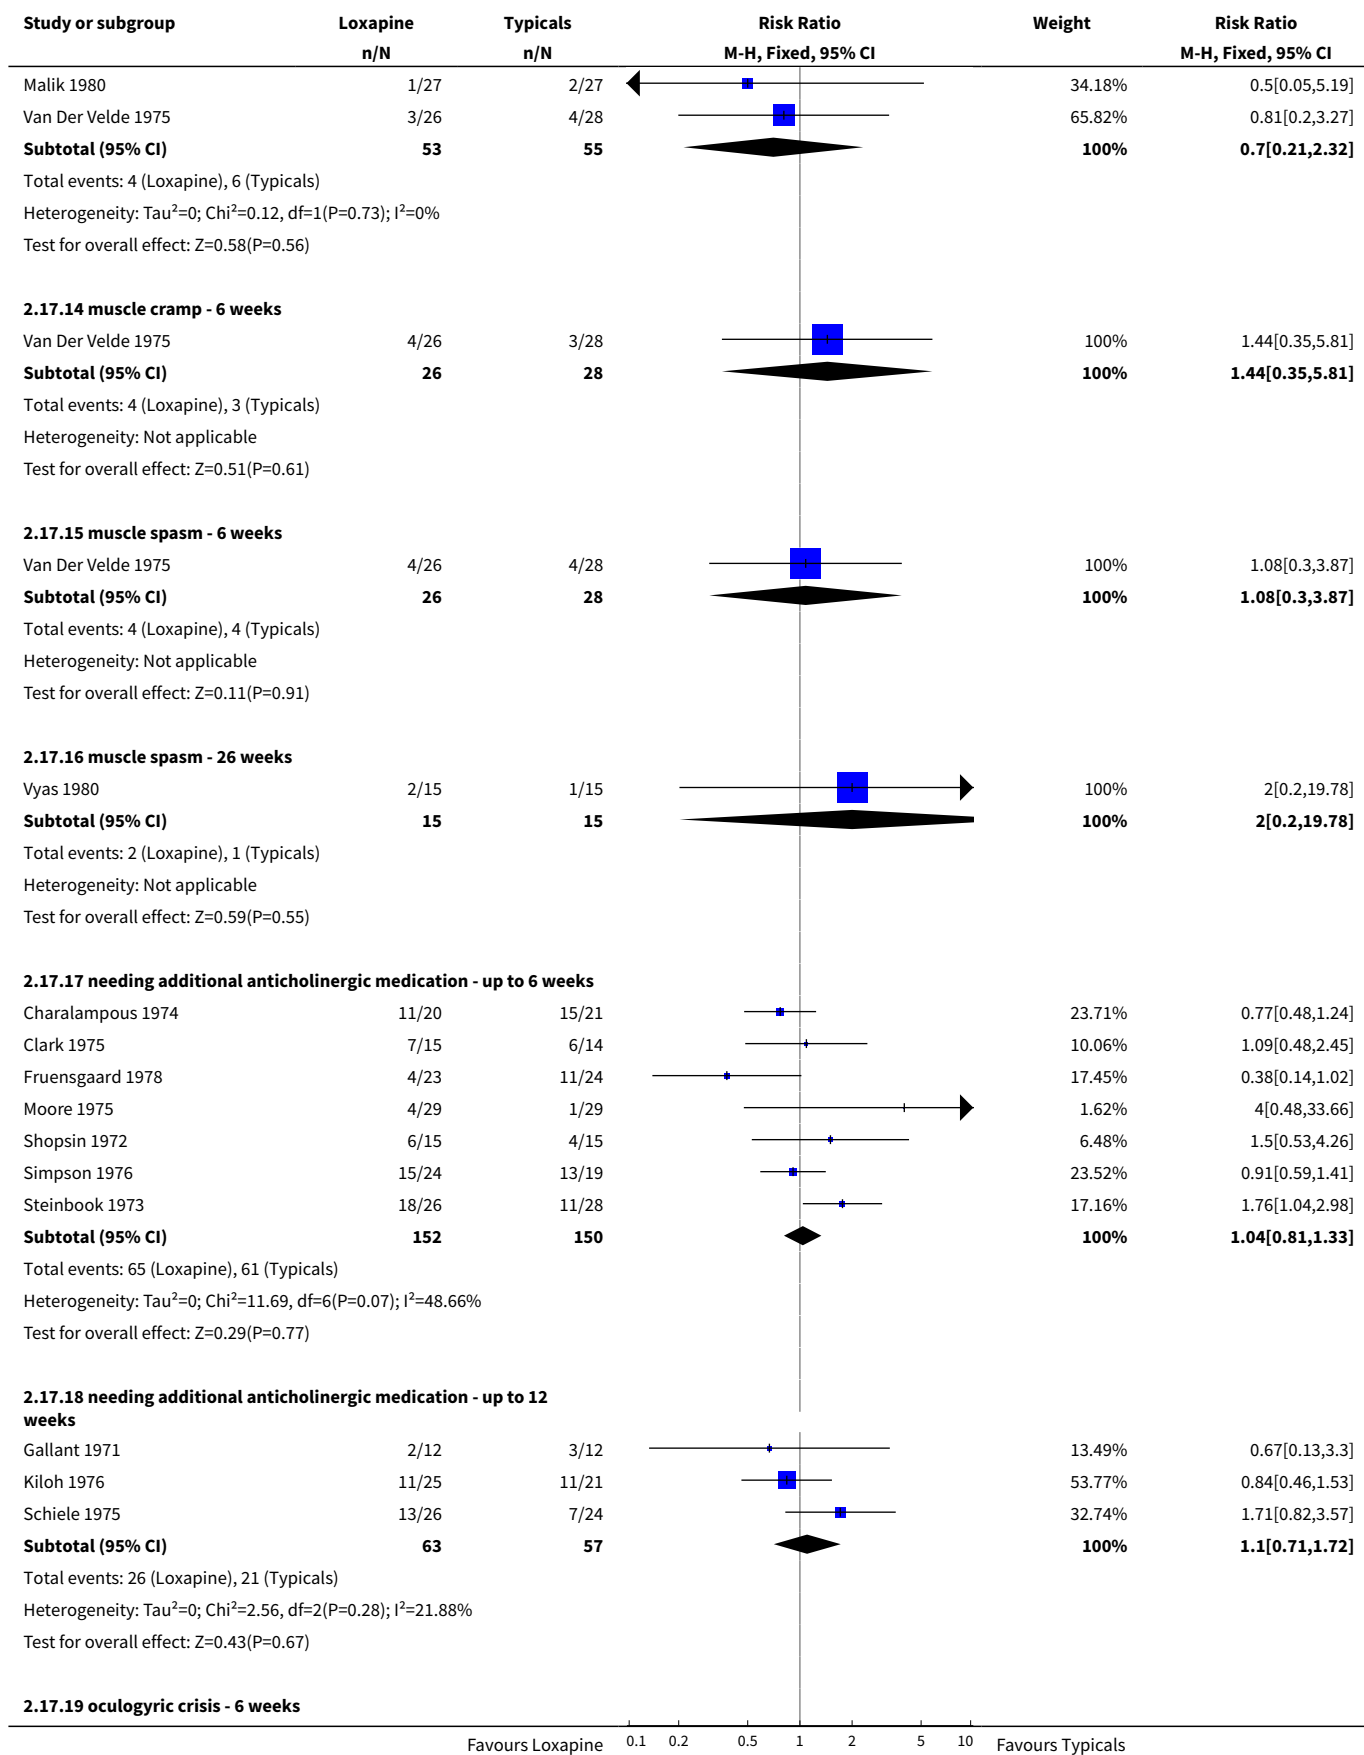 Study or subgroup Loxapine Typicals Risk Ratio Weight Risk Ratio
n/N n/N M-H, Fixed, 95% CI M-H, Fixed, 95% CI
Malik 1980 1/27 2/27 34.18% 0.5[0.05,5.19]
Van Der Velde 1975 3/26 4/28 65.82% 0.81[0.2,3.27]
Subtotal (95% CI) 53 55 100% 0.7[0.21,2.32]
Total events: 4 (Loxapine), 6 (Typicals)
Heterogeneity: Tau²=0; Chi²=0.12, df=1(P=0.73); I²=0%
Test for overall effect: Z=0.58(P=0.56)
2.17.14 muscle cramp - 6 weeks
Van Der Velde 1975 4/26 3/28 100% 1.44[0.35,5.81]
Subtotal (95% CI) 26 28 100% 1.44[0.35,5.81]
Total events: 4 (Loxapine), 3 (Typicals)
Heterogeneity: Not applicable
Test for overall effect: Z=0.51(P=0.61)
2.17.15 muscle spasm - 6 weeks
Van Der Velde 1975 4/26 4/28 100% 1.08[0.3,3.87]
Subtotal (95% CI) 26 28 100% 1.08[0.3,3.87]
Total events: 4 (Loxapine), 4 (Typicals)
Heterogeneity: Not applicable
Test for overall effect: Z=0.11(P=0.91)
2.17.16 muscle spasm - 26 weeks
Vyas 1980 2/15 1/15 100% 2[0.2,19.78]
Subtotal (95% CI) 15 15 100% 2[0.2,19.78]
Total events: 2 (Loxapine), 1 (Typicals)
Heterogeneity: Not applicable
Test for overall effect: Z=0.59(P=0.55)
2.17.17 needing additional anticholinergic medication - up to 6 weeks
Charalampous 1974 11/20 15/21 23.71% 0.77[0.48,1.24]
Clark 1975 7/15 6/14 10.06% 1.09[0.48,2.45]
Fruensgaard 1978 4/23 11/24 17.45% 0.38[0.14,1.02]
Moore 1975 4/29 1/29 1.62% 4[0.48,33.66]
Shopsin 1972 6/15 4/15 6.48% 1.5[0.53,4.26]
Simpson 1976 15/24 13/19 23.52% 0.91[0.59,1.41]
Steinbook 1973 18/26 11/28 17.16% 1.76[1.04,2.98]
Subtotal (95% CI) 152 150 100% 1.04[0.81,1.33]
Total events: 65 (Loxapine), 61 (Typicals)
Heterogeneity: Tau²=0; Chi²=11.69, df=6(P=0.07); I²=48.66%
Test for overall effect: Z=0.29(P=0.77)
2.17.18 needing additional anticholinergic medication - up to 12
weeks
Gallant 1971 2/12 3/12 13.49% 0.67[0.13,3.3]
Kiloh 1976 11/25 11/21 53.77% 0.84[0.46,1.53]
Schiele 1975 13/26 7/24 32.74% 1.71[0.82,3.57]
Subtotal (95% CI) 63 57 100% 1.1[0.71,1.72]
Total events: 26 (Loxapine), 21 (Typicals)
Heterogeneity: Tau²=0; Chi²=2.56, df=2(P=0.28); I²=21.88%
Test for overall effect: Z=0.43(P=0.67)
2.17.19 oculogyric crisis - 6 weeks
Favours Loxapine 0.1 0.2 0.5 1 2 5 10 Favours Typicals